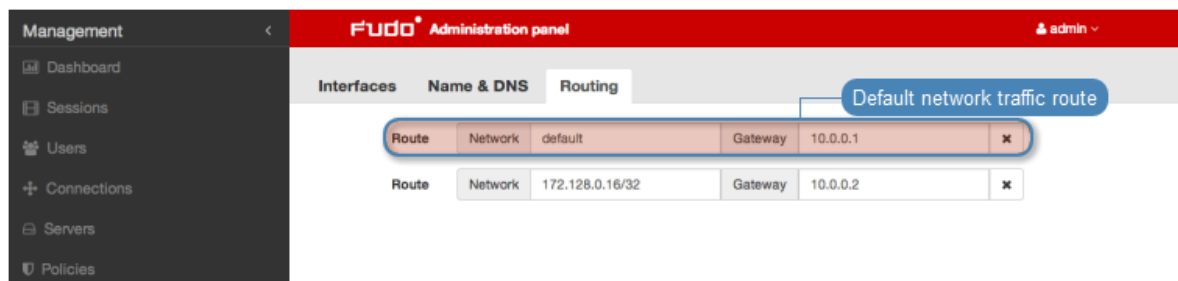 Management
FUDO Administration panel
admin
Dashboard
Interfaces Name & DNS Routing
Default network traffic route
Sessions
Route Network default Gateway 10.0.0.1
Users
Route Network 172.128.0.16/32 Gateway 10.0.0.2
Connections
Servers
Policies